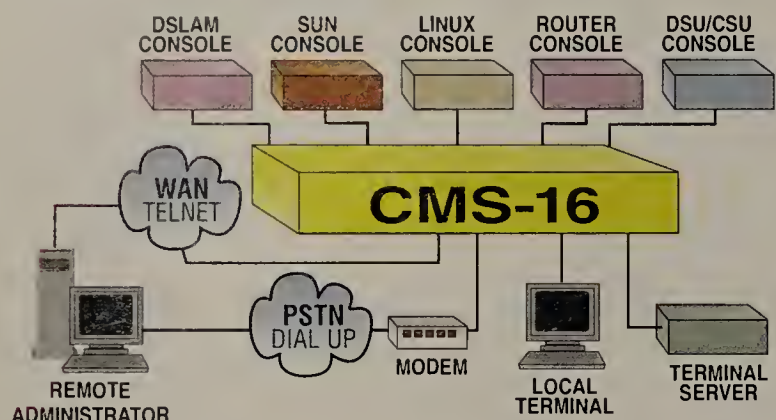 DSLAM
CONSOLE
SUN
CONSOLE
LINUX
CONSOLE
ROUTER
CONSOLE
DSU/CSU
CONSOLE
WAN
TELNET
CMS-16
PSTN
DIAL UP
MODEM
REMOTE
ADMINISTRATOR
LOCAL
TERMINAL
TERMINAL
SERVER